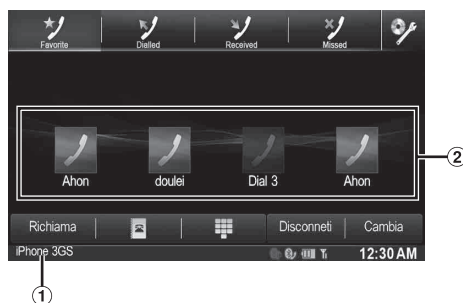 Favorite Dialled Received Missed
Ahon doulei Dial 3 Ahon
Richiama Disconneti Cambia
iPhone 3GS 12:30 AM
2
1